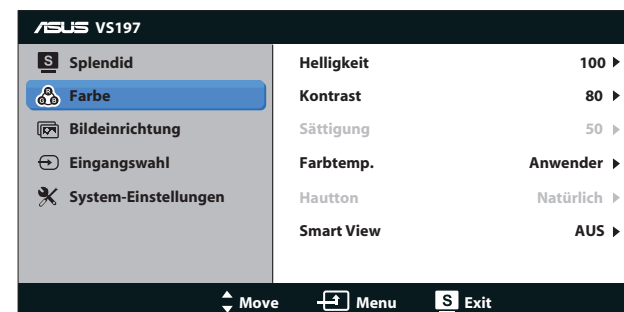 ASUS VS197
S Splendid
Farbe
Bildeinrichtung
Eingangswahl
System-Einstellungen
Helligkeit 100
Kontrast 80
Sättigung 50
Farbtemp. Anwender
Hautton Natürlich
Smart View AUS
Move Menu S Exit